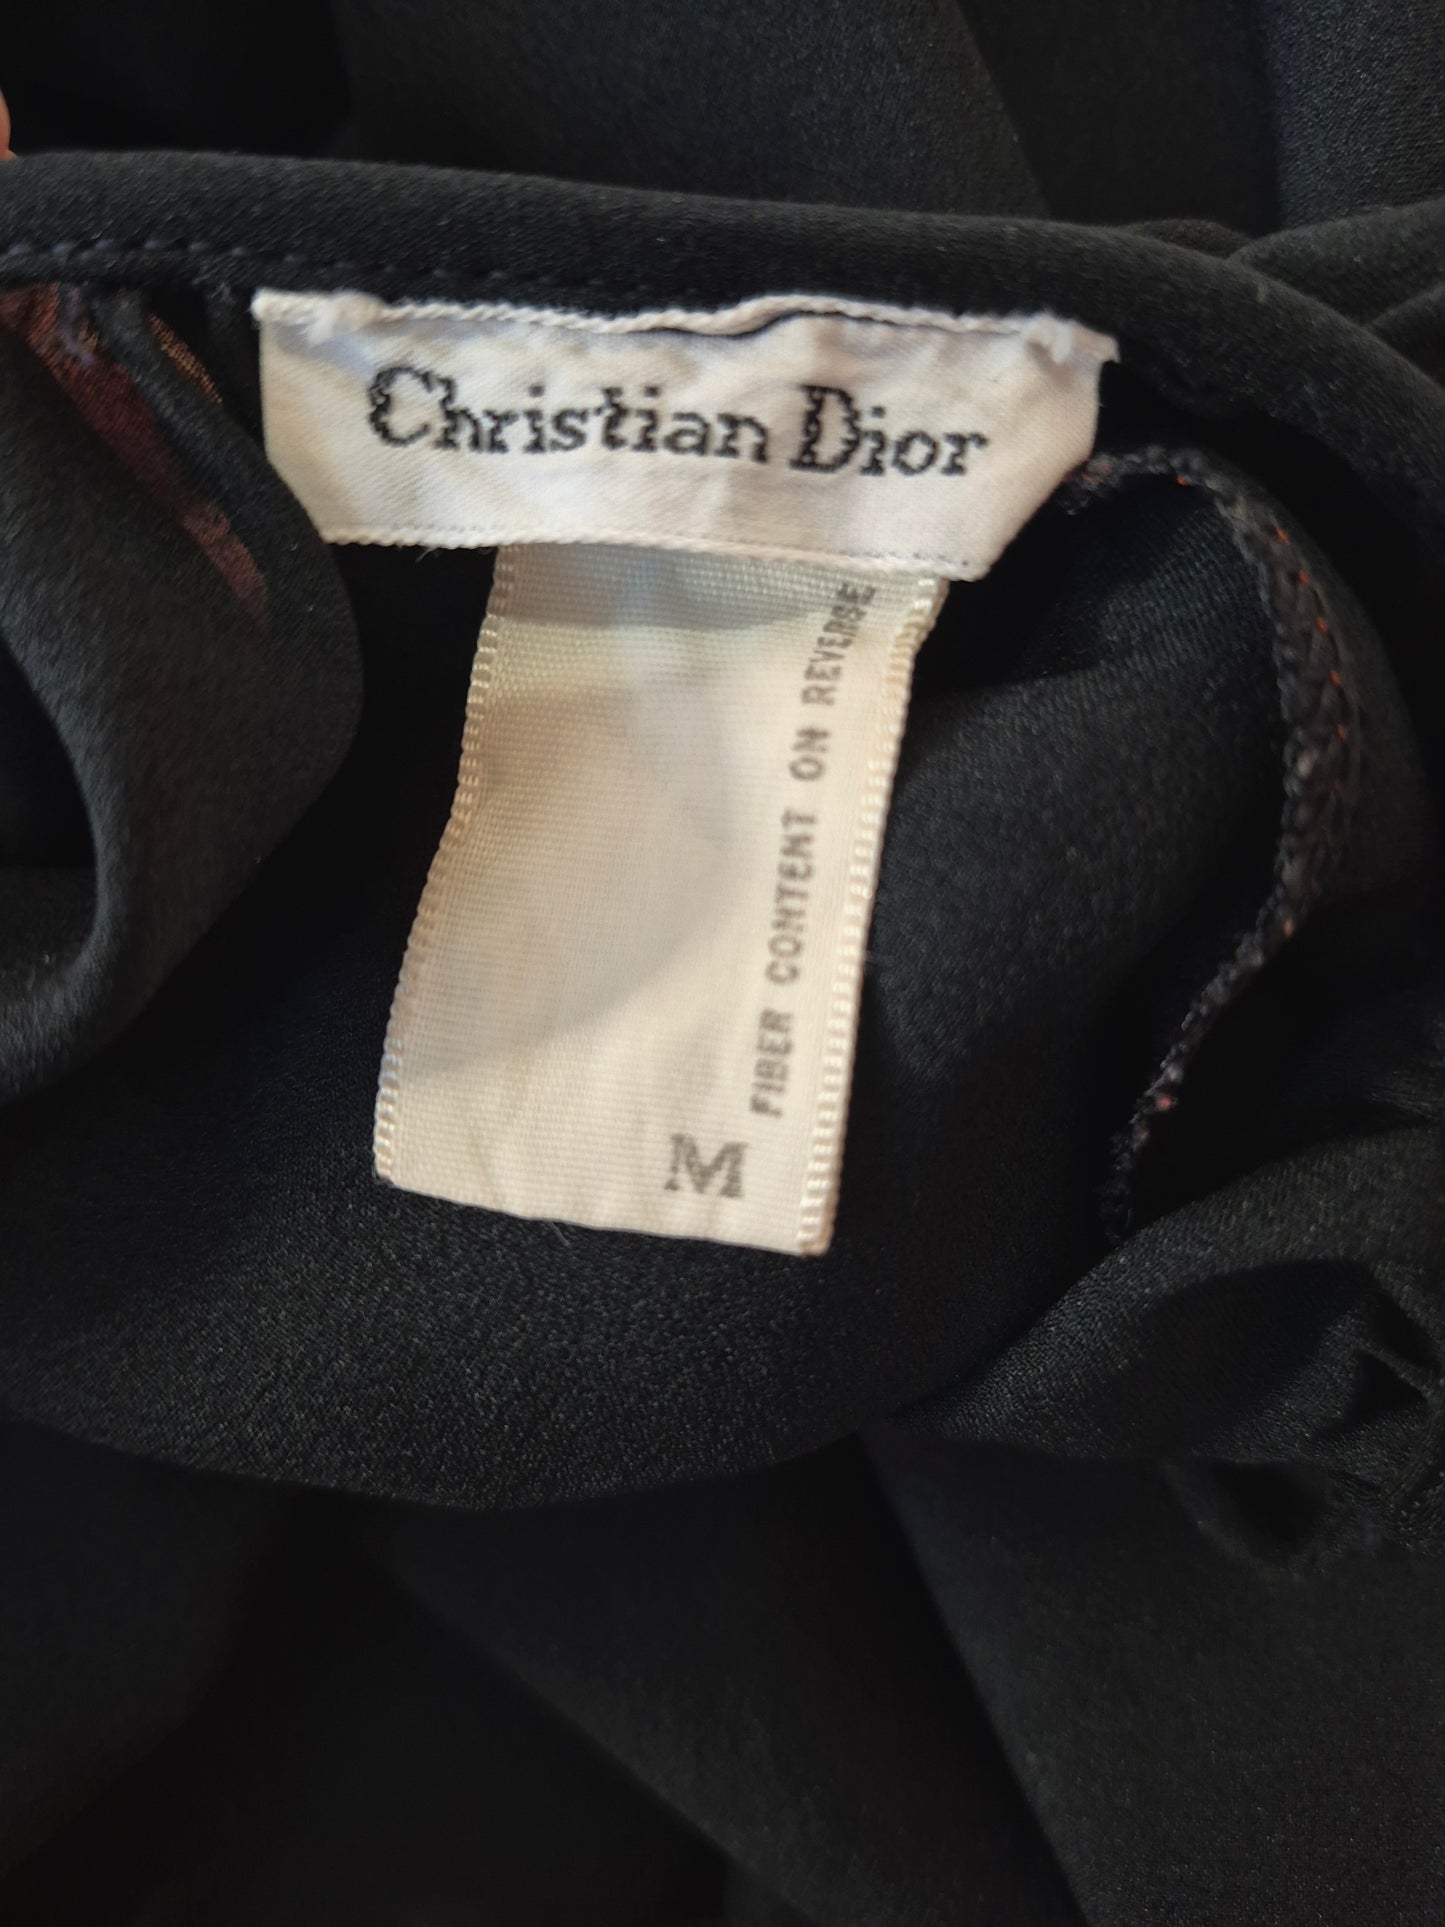 Christian Dior
FIBER CONTENT ON REVERSE
M